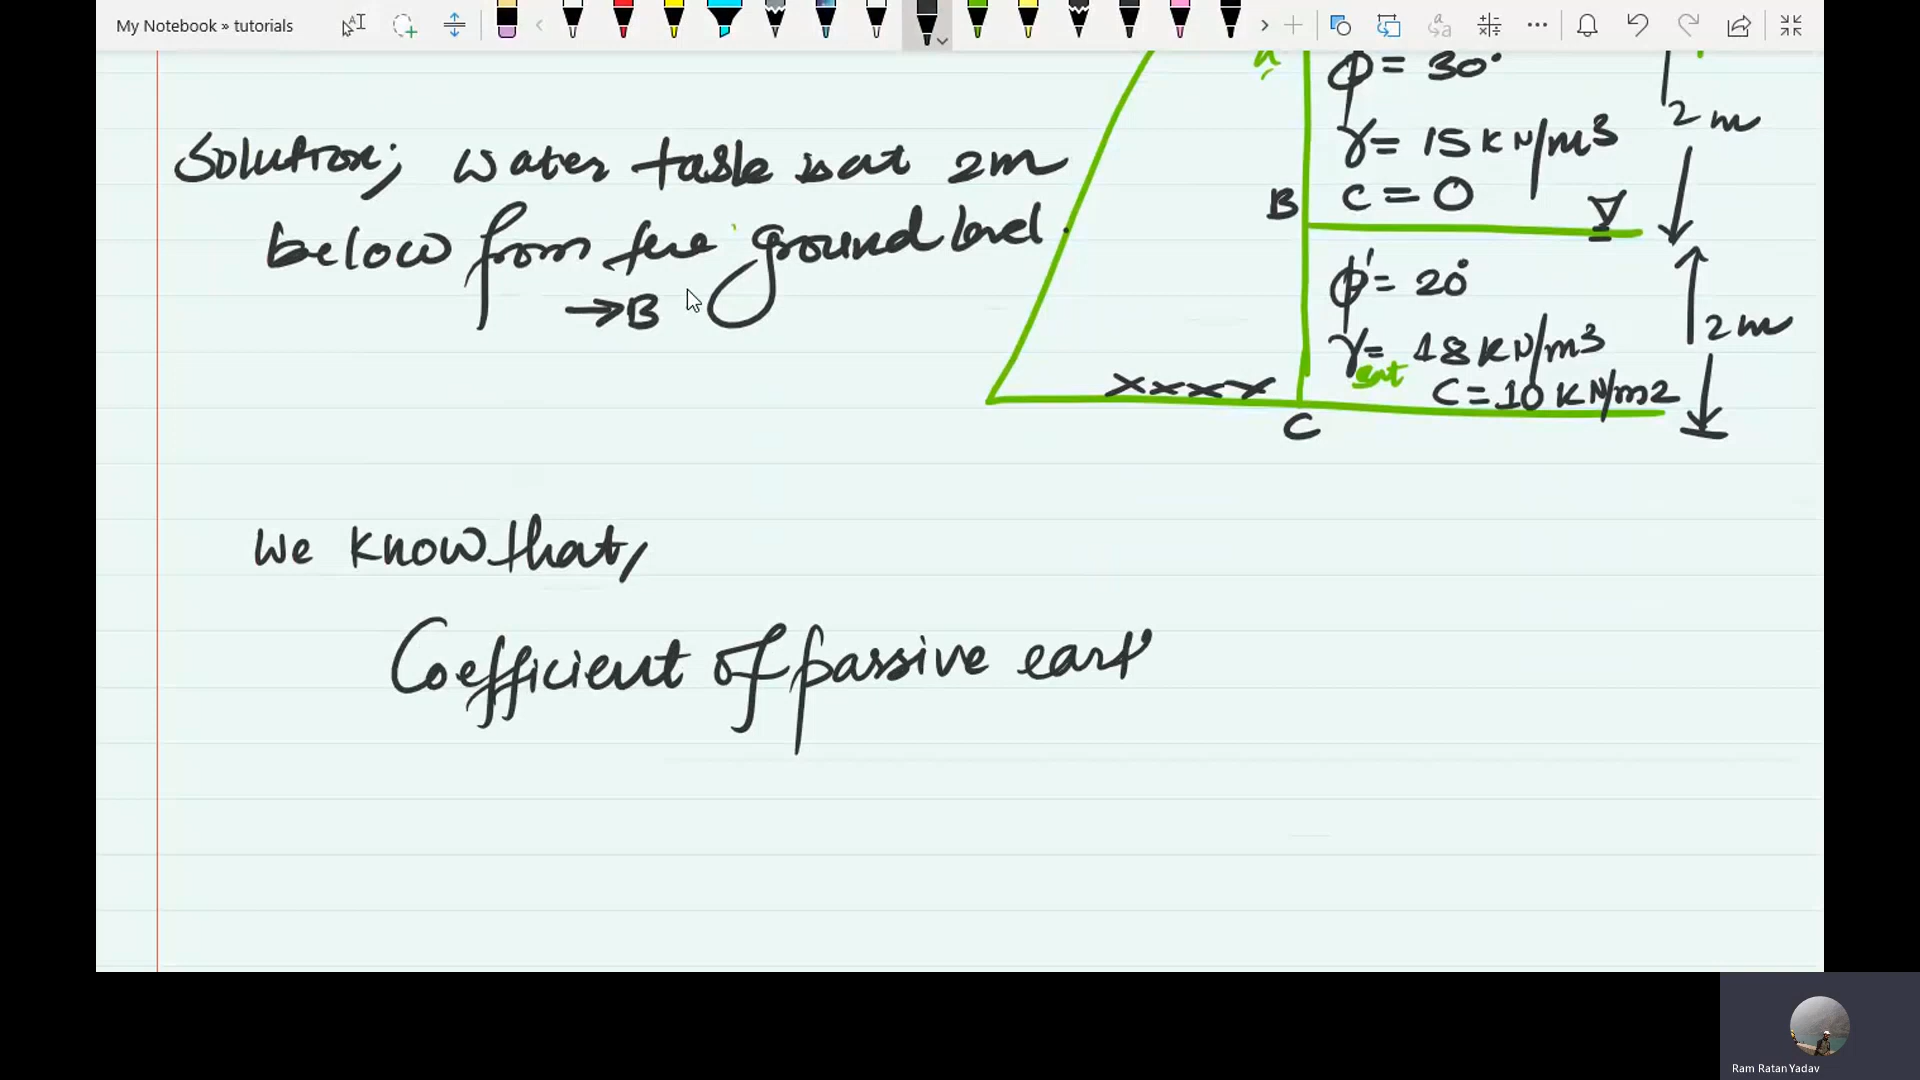 My Notebook » tutorials
Solution; Water table is at 2m
below from the ground level.
→B
ϕ = 30°
γ = 15 KN/m3
C = 0
2 m
B
ϕ' = 20°
γsat = 18 KN/m3
C = 10 KN/m2
2 m
C
We know that,
Coefficient of passive eart
Ram Ratan Yadav